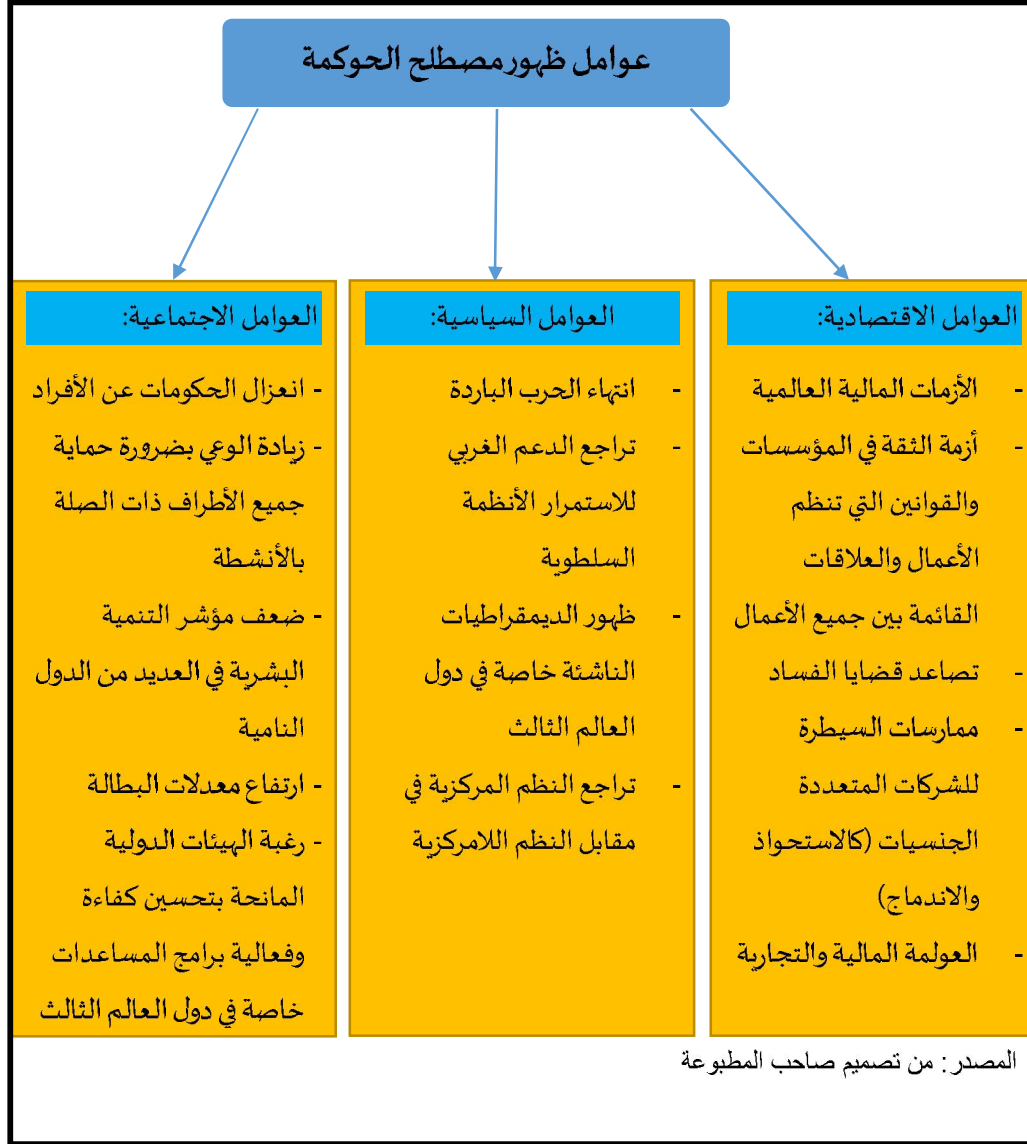 عوامل ظهور مصطلح الحوكمة
العوامل الاقتصادية:
- الأزمات المالية العالمية
- أزمة الثقة في المؤسسات
والقوانين التي تنظم
الأعمال والعلاقات
القائمة بين جميع الأعمال
- تصاعد قضايا الفساد
- ممارسات السيطرة
للشركات المتعددة
الجنسيات (كالاستحواذ
والاندماج)
- العولمة المالية والتجارية
العوامل السياسية:
- انتهاء الحرب الباردة
- تراجع الدعم الغربي
للاستمرار الأنظمة
السلطوية
- ظهور الديمقراطيات
الناشئة خاصة في دول
العالم الثالث
- تراجع النظم المركزية في
مقابل النظم اللامركزية
العوامل الاجتماعية:
- انعزال الحكومات عن الأفراد
- زيادة الوعي بضرورة حماية
جميع الأطراف ذات الصلة
بالأنشطة
- ضعف مؤشر التنمية
البشرية في العديد من الدول
النامية
- ارتفاع معدلات البطالة
- رغبة الهيئات الدولية
المانحة بتحسين كفاءة
وفعالية برامج المساعدات
خاصة في دول العالم الثالث
المصدر: من تصميم صاحب المطبوعة